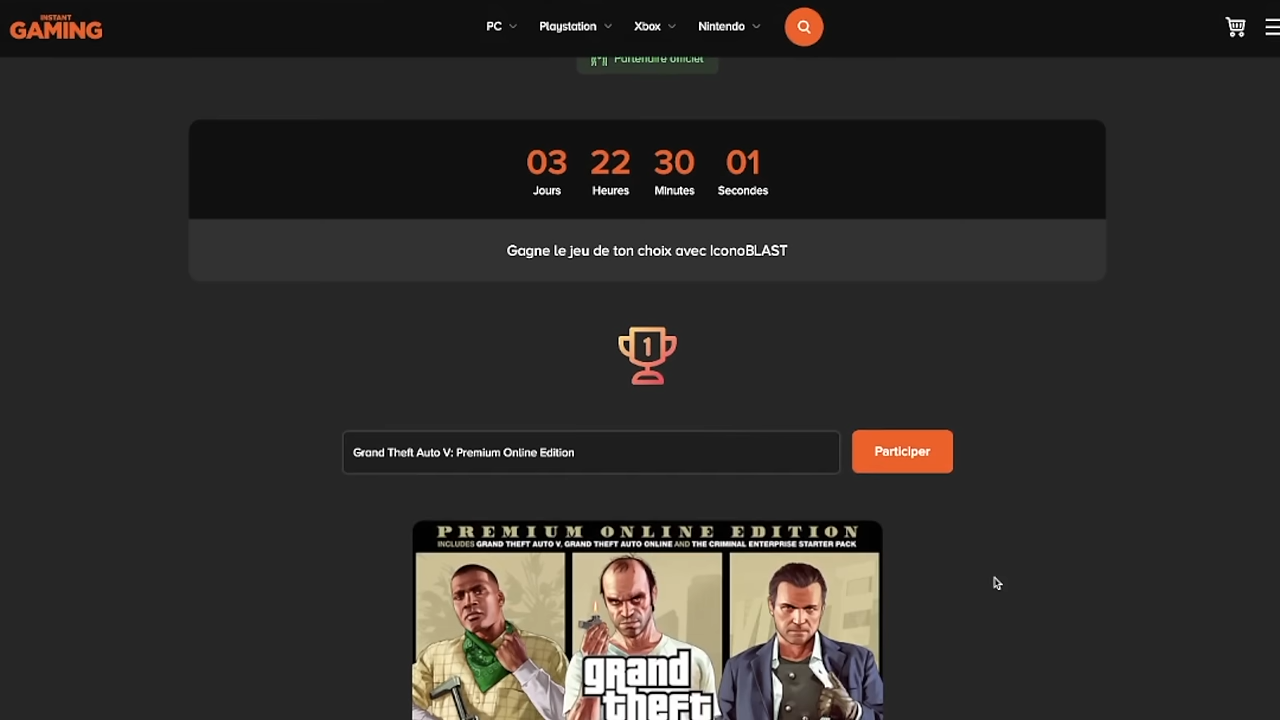 INSTANT
GAMING
PC
Playstation
Xbox
Nintendo
Partenaire officiel
03 22 30 01
Jours Heures Minutes Secondes
Gagne le jeu de ton choix avec IconoBLAST
1
Grand Theft Auto V: Premium Online Edition
Participer
PREMIUM ONLINE EDITION
INCLUDES GRAND THEFT AUTO V, GRAND THEFT AUTO ONLINE AND THE CRIMINAL ENTERPRISE STARTER PACK
grand
theft